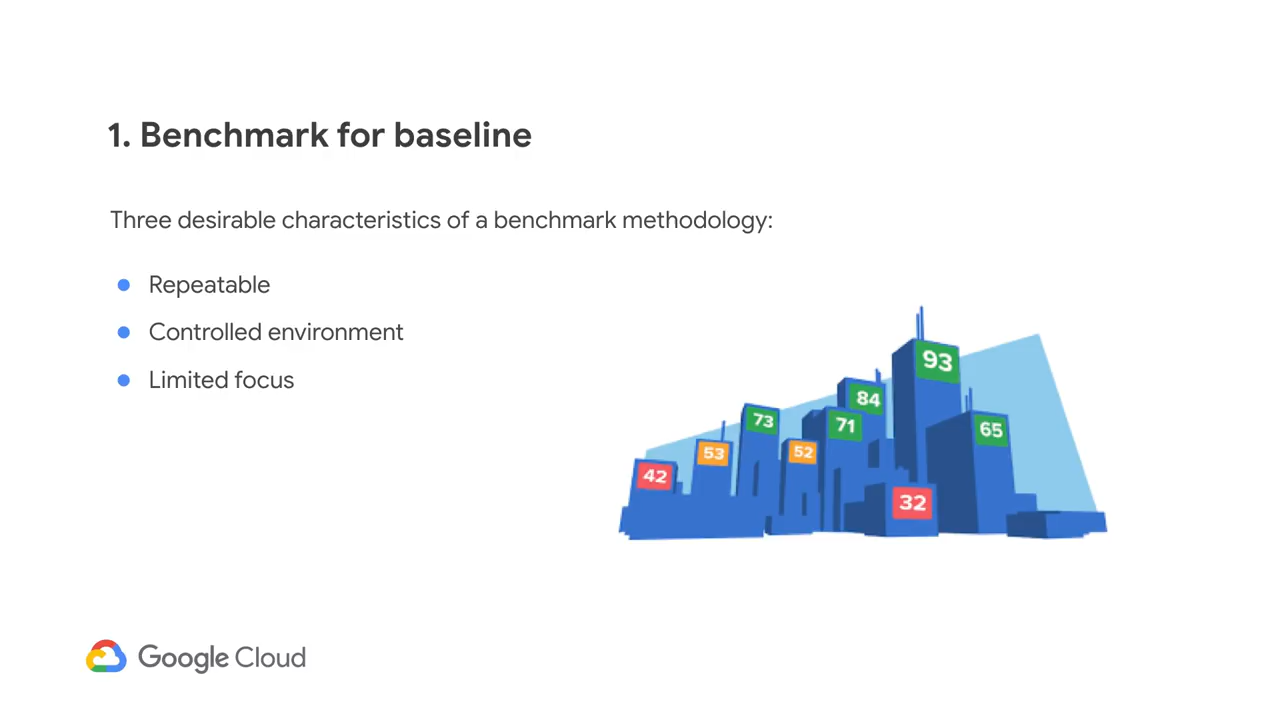 1. Benchmark for baseline
Three desirable characteristics of a benchmark methodology:
Repeatable
Controlled environment
Limited focus
93
84
73
71
65
53
52
42
32
Google Cloud